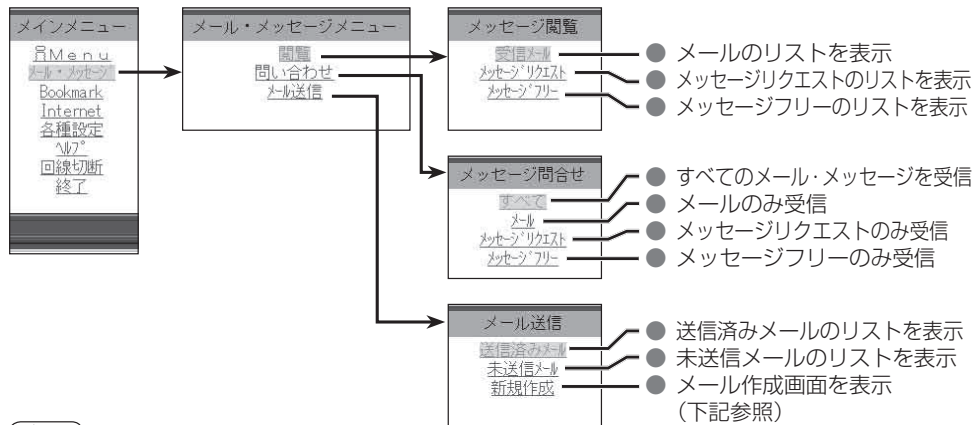 メインメニュー
Menu
ﾒｰﾙ・ﾒｯｾｰｼﾞ
Bookmark
Internet
各種設定
ﾍﾙﾌﾟ
回線切断
終了
メール・メッセージメニュー
閲覧
問い合わせ
ﾒｰﾙ送信
メッセージ閲覧
受信ﾒｰﾙ
ﾒｯｾｰｼﾞﾘｸｴｽﾄ
ﾒｯｾｰｼﾞﾌﾘｰ
● メールのリストを表示
● メッセージリクエストのリストを表示
● メッセージフリーのリストを表示
メッセージ問合せ
すべて
ﾒｰﾙ
ﾒｯｾｰｼﾞﾘｸｴｽﾄ
ﾒｯｾｰｼﾞﾌﾘｰ
● すべてのメール・メッセージを受信
● メールのみ受信
● メッセージリクエストのみ受信
● メッセージフリーのみ受信
メール送信
送信済みﾒｰﾙ
未送信ﾒｰﾙ
新規作成
● 送信済みメールのリストを表示
● 未送信メールのリストを表示
● メール作成画面を表示
（下記参照）